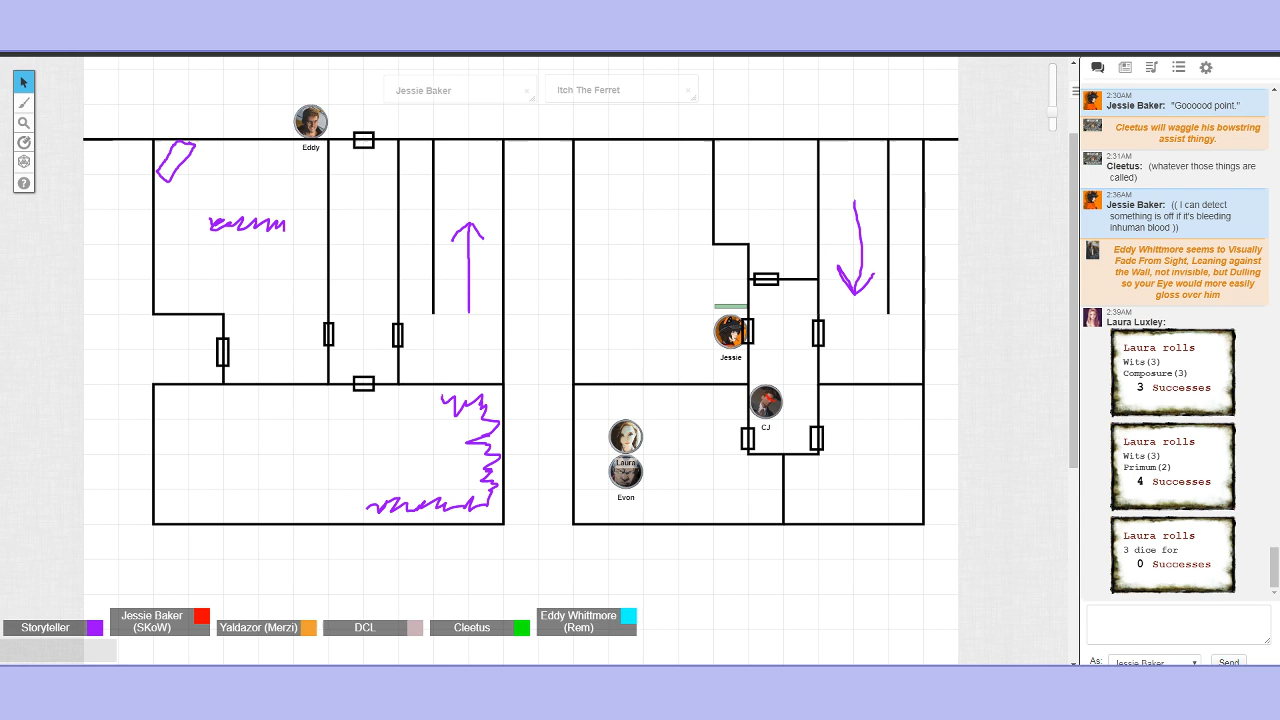 Jessie Baker
Itch The Ferret
Eddy
Jessie
CJ
Laura
Evon
Storyteller
Jessie Baker
(SKoW)
Yaldazor (Merzi)
DCL
Cleetus
Eddy Whittmore
(Rem)
2:30AM
Jessie Baker: "Goooood point."
Cleetus will waggle his bowstring
assist thingy.
2:31AM
Cleetus: (whatever those things are
called)
2:36AM
Jessie Baker: (( I can detect
something is off if it's bleeding
inhuman blood ))
Eddy Whittmore seems to Visually
Fade From Sight, Leaning against
the Wall, not invisible, but Dulling
so your Eye would more easily
gloss over him
2:39AM
Laura Luxley:
Laura rolls
Wits(3)
Composure(3)
3 Successes
Laura rolls
Wits(3)
Primum(2)
4 Successes
Laura rolls
3 dice for
0 Successes
As: Jessie Baker Send